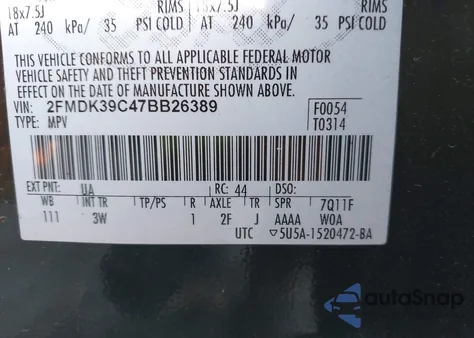 18x7.5J RIMS 18x7.5J RIMS
AT 240 kPa/ 35 PSI COLD AT 240 kPa/ 35 PSI COLD
THIS VEHICLE CONFORMS TO ALL APPLICABLE FEDERAL MOTOR
VEHICLE SAFETY AND THEFT PREVENTION STANDARDS IN
EFFECT ON THE DATE OF MANUFACTURE SHOWN ABOVE.
VIN: 2FMDK39C47BB26389
TYPE: MPV
F0054
T0314
EXT PNT: UA RC: 44 DSO:
WB INT TR TP/PS R AXLE TR SPR 7Q11F
111 3W 1 2F J AAAA W0A
UTC ▽5U5A-1520472-BA
autoSnap